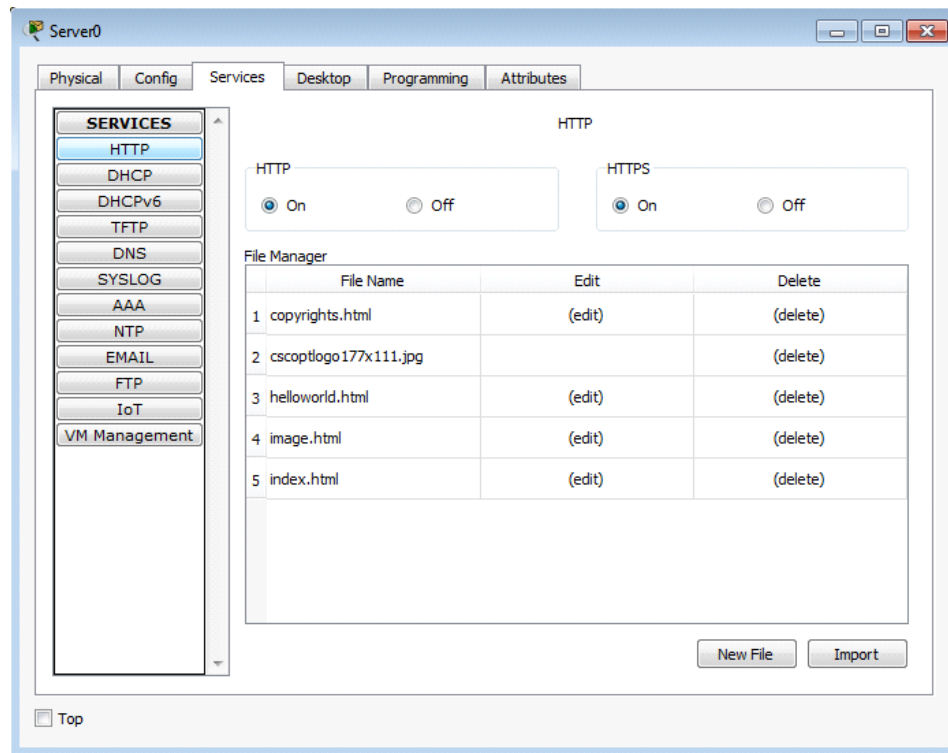 Server0
Physical Config Services Desktop Programming Attributes
SERVICES
HTTP
DHCP
DHCPv6
TFTP
DNS
SYSLOG
AAA
NTP
EMAIL
FTP
IoT
VM Management
HTTP
HTTP HTTPS
On Off On Off
File Manager
File Name Edit Delete
1 copyrights.html (edit) (delete)
2 cscoptlogo177x111.jpg (delete)
3 helloworld.html (edit) (delete)
4 image.html (edit) (delete)
5 index.html (edit) (delete)
New File Import
Top